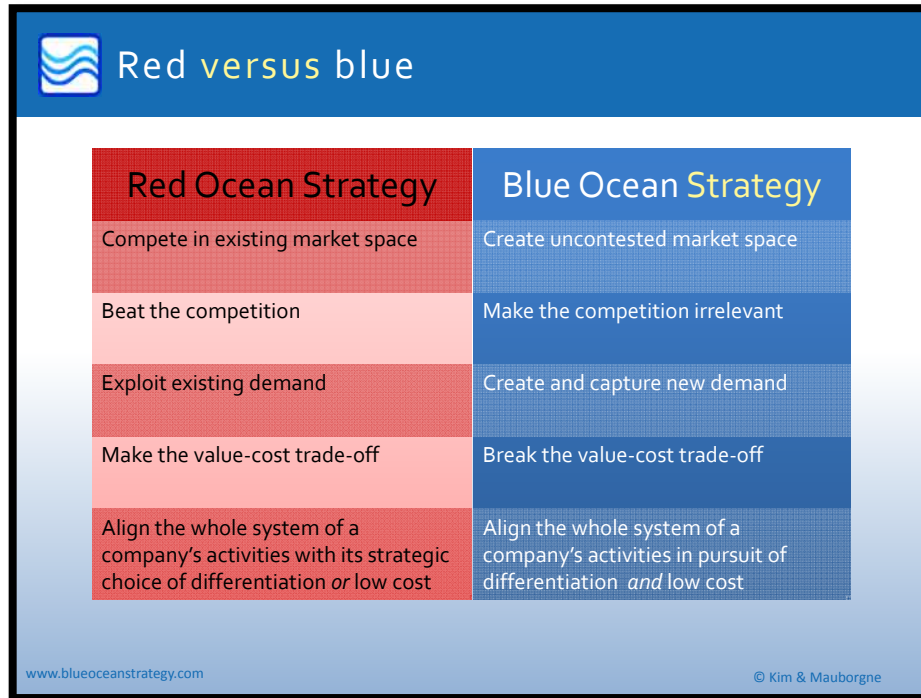 Red versus blue
Red Ocean Strategy
Blue Ocean Strategy
Compete in existing market space
Create uncontested market space
Beat the competition
Make the competition irrelevant
Exploit existing demand
Create and capture new demand
Make the value-cost trade-off
Break the value-cost trade-off
Align the whole system of a
company’s activities with its strategic
choice of differentiation or low cost
Align the whole system of a
company’s activities in pursuit of
differentiation and low cost
www.blueoceanstrategy.com
© Kim & Mauborgne